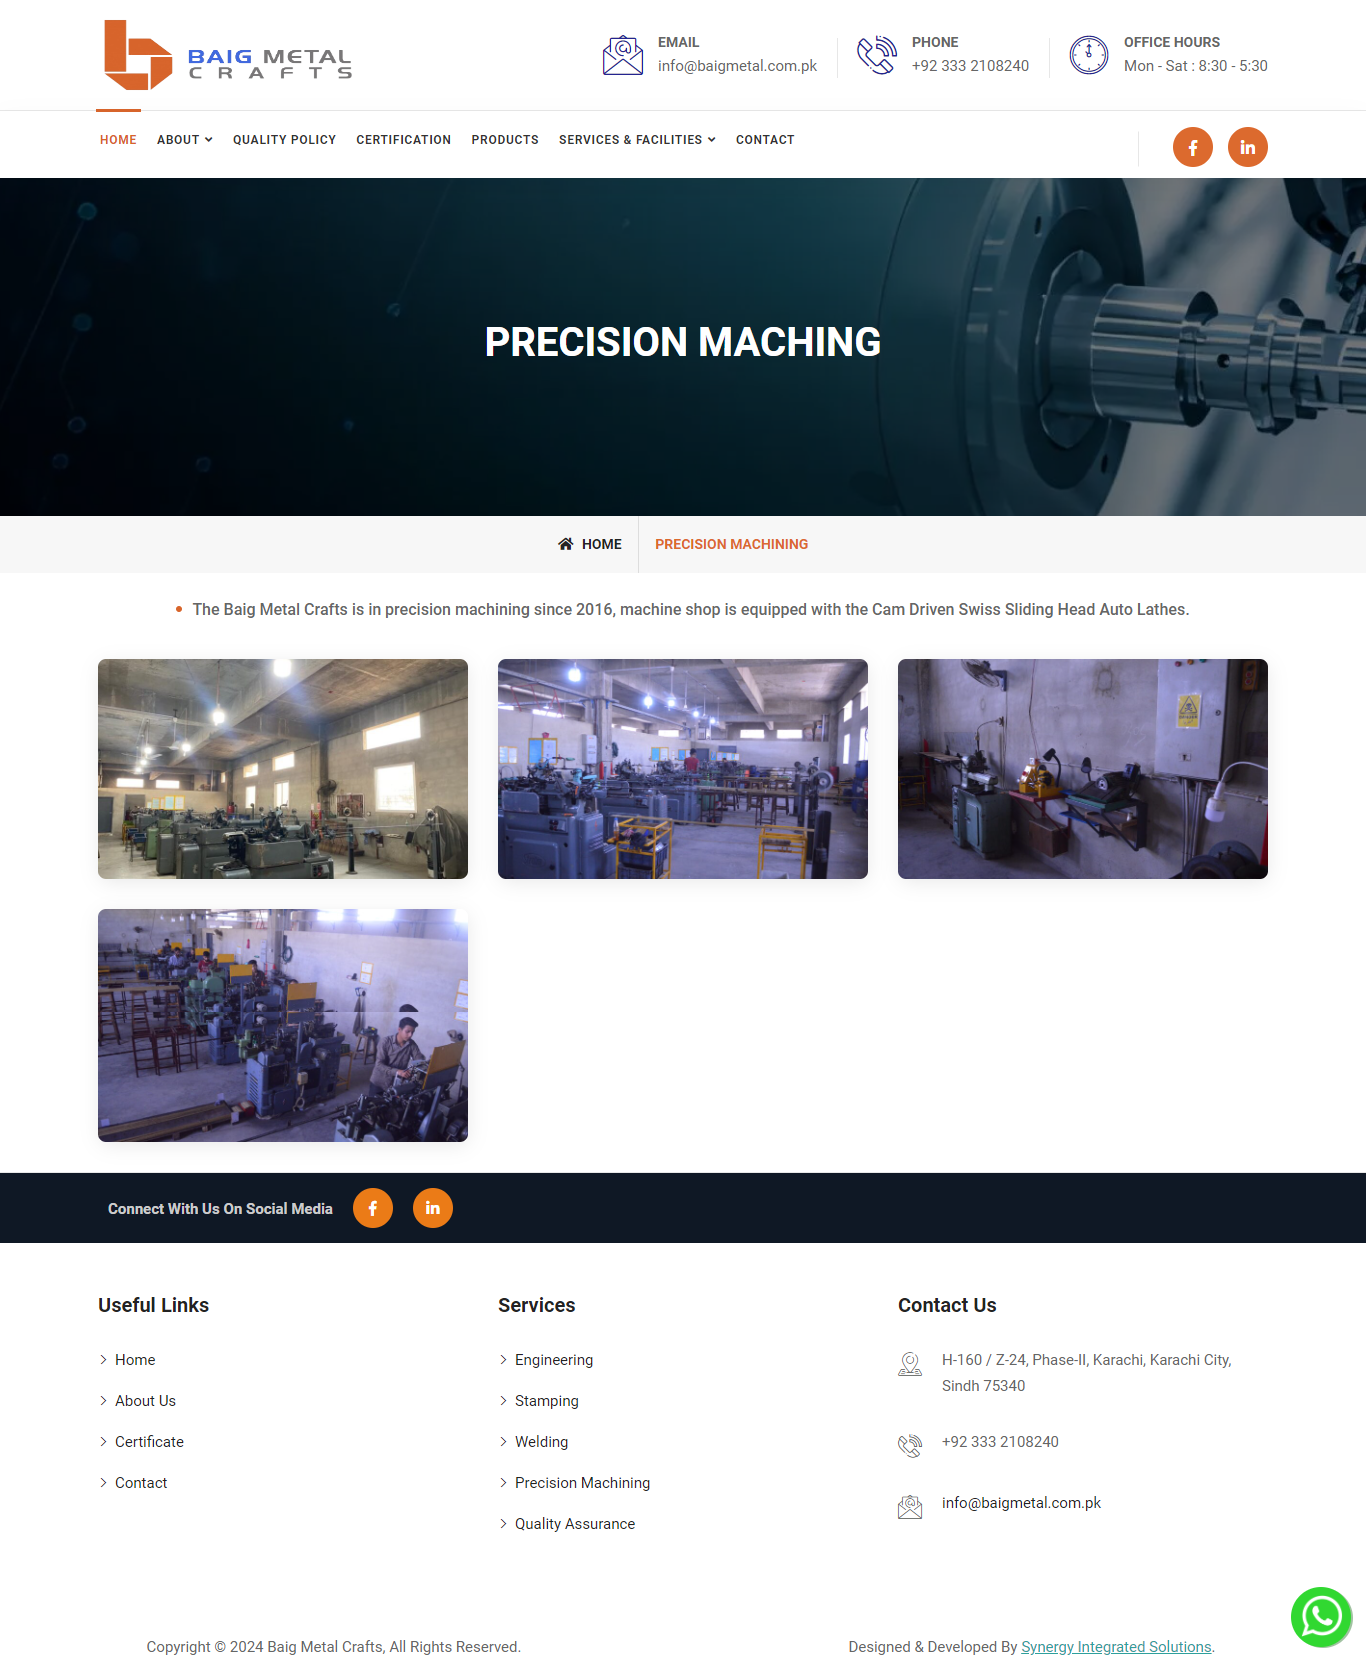 BAIG METAL
CRAFTS
EMAIL
info@baigmetal.com.pk
PHONE
+92 333 2108240
OFFICE HOURS
Mon - Sat : 8:30 - 5:30
HOME ABOUT QUALITY POLICY CERTIFICATION PRODUCTS SERVICES & FACILITIES CONTACT
PRECISION MACHING
HOME PRECISION MACHINING
The Baig Metal Crafts is in precision machining since 2016, machine shop is equipped with the Cam Driven Swiss Sliding Head Auto Lathes.
Connect With Us On Social Media
Useful Links
Home
About Us
Certificate
Contact
Services
Engineering
Stamping
Welding
Precision Machining
Quality Assurance
Contact Us
H-160 / Z-24, Phase-II, Karachi, Karachi City,
Sindh 75340
+92 333 2108240
info@baigmetal.com.pk
Copyright © 2024 Baig Metal Crafts, All Rights Reserved.
Designed & Developed By Synergy Integrated Solutions.